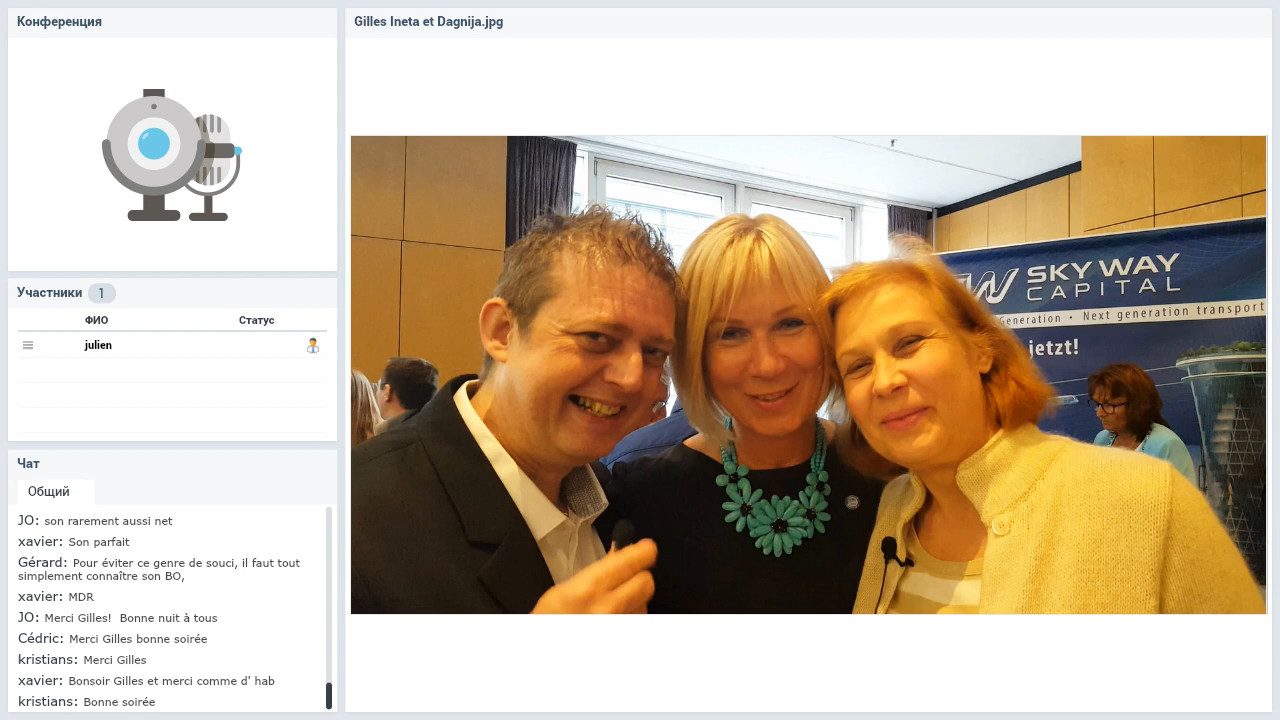 Конференция
Gilles Ineta et Dagnija.jpg
Участники 1
ФИО Статус
julien
Чат
Общий
JO: son rarement aussi net
xavier: Son parfait
Gérard: Pour éviter ce genre de souci, il faut tout
simplement connaître son BO,
xavier: MDR
JO: Merci Gilles!  Bonne nuit à tous
Cédric: Merci Gilles bonne soirée
kristians: Merci Gilles
xavier: Bonsoir Gilles et merci comme d' hab
kristians: Bonne soirée
SKY WAY
CAPITAL
Generation • Next generation transport
jetzt!